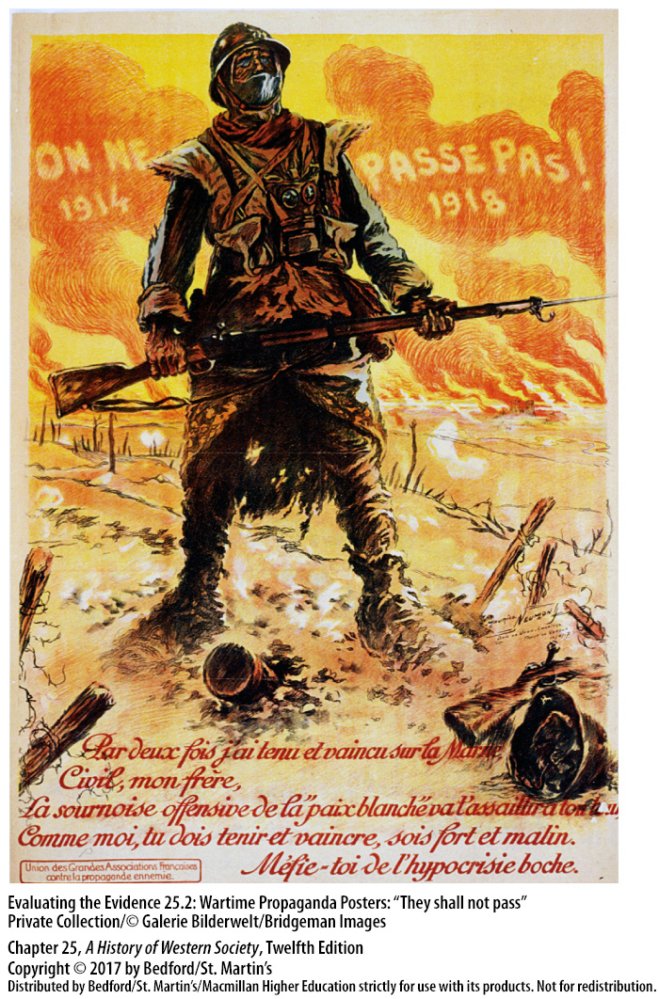 ON NE PASSE PAS!
1914 1918
NEUMONT
Par deux fois j'ai tenu et vaincu sur la Marne,
Civil, mon frère,
La sournoise offensive de la "paix blanche" va t'assaillir à ton
Comme moi, tu dois tenir et vaincre, sois fort et malin.
Méfie-toi de l'hypocrisie boche.
Union des Grandes Associations Françaises
contre la propagande ennemie.
Evaluating the Evidence 25.2: Wartime Propaganda Posters: “They shall not pass”
Private Collection/© Galerie Bilderwelt/Bridgeman Images
Chapter 25, A History of Western Society, Twelfth Edition
Copyright © 2017 by Bedford/St. Martin’s
Distributed by Bedford/St. Martin’s/Macmillan Higher Education strictly for use with its products. Not for redistribution.